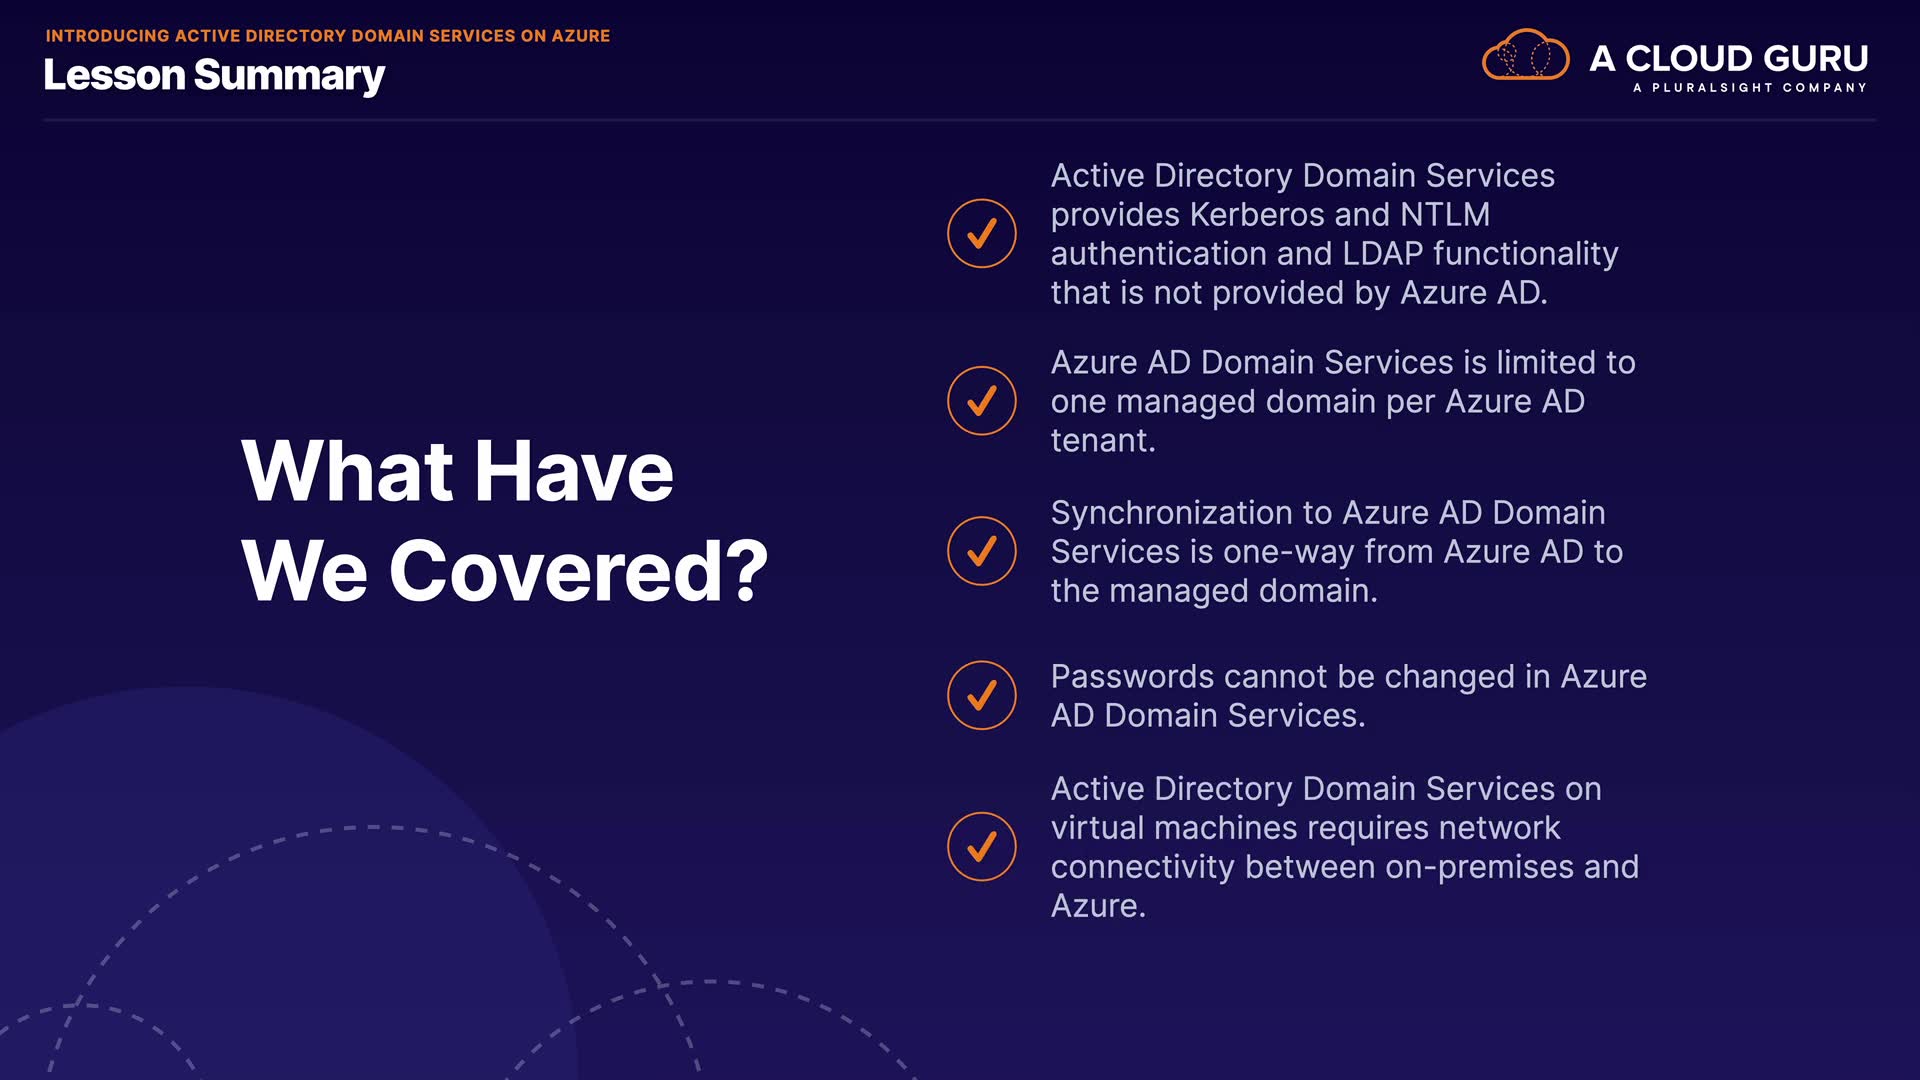 INTRODUCING ACTIVE DIRECTORY DOMAIN SERVICES ON AZURE
Lesson Summary
A CLOUD GURU
A PLURALSIGHT COMPANY
What Have
We Covered?
Active Directory Domain Services
provides Kerberos and NTLM
authentication and LDAP functionality
that is not provided by Azure AD.
Azure AD Domain Services is limited to
one managed domain per Azure AD
tenant.
Synchronization to Azure AD Domain
Services is one-way from Azure AD to
the managed domain.
Passwords cannot be changed in Azure
AD Domain Services.
Active Directory Domain Services on
virtual machines requires network
connectivity between on-premises and
Azure.